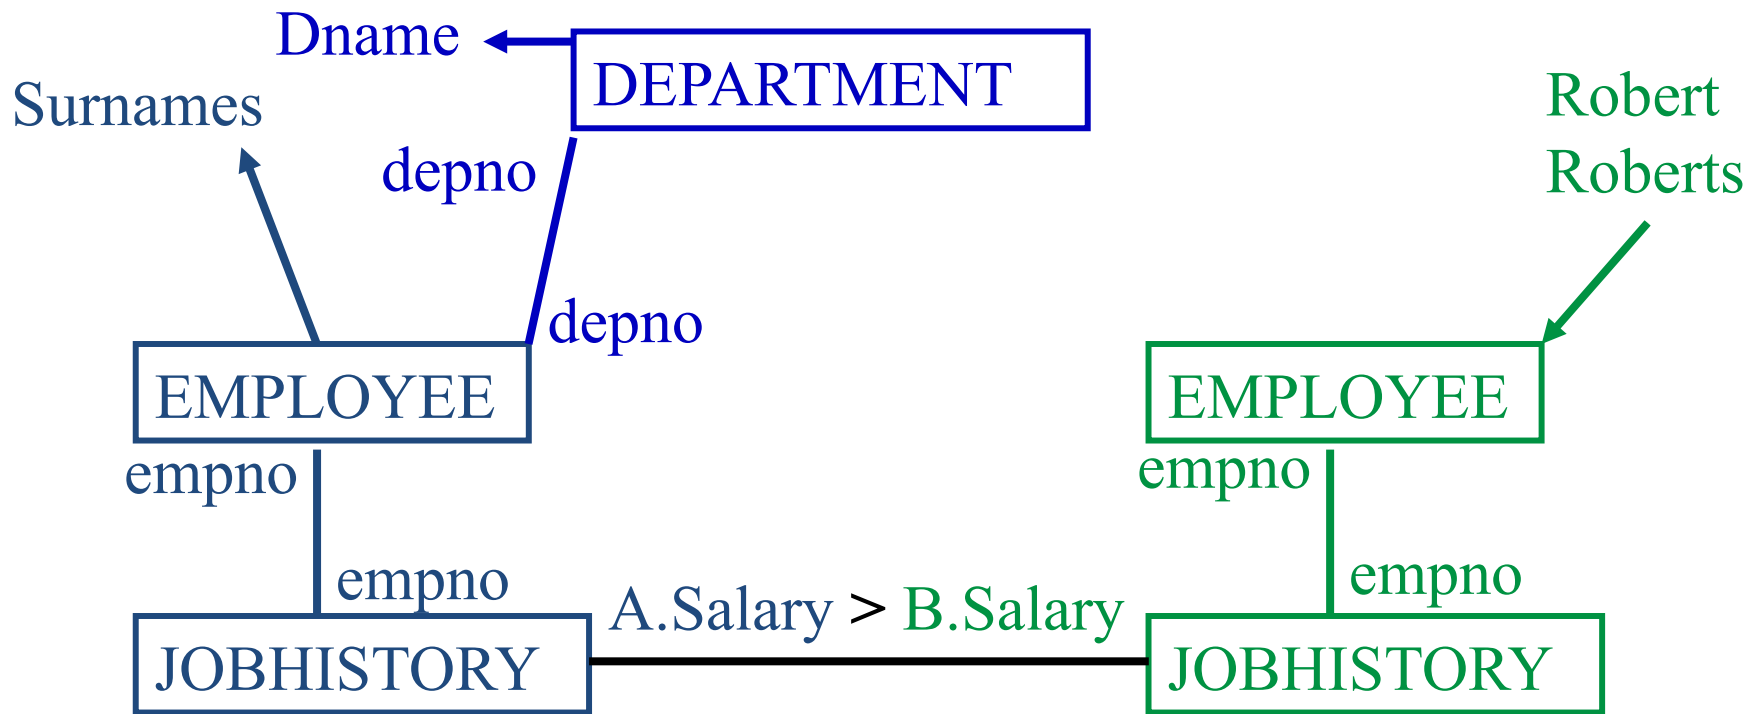 Dname
DEPARTMENT
Surnames
Robert
Roberts
depno
depno
EMPLOYEE
EMPLOYEE
empno
empno
empno
empno
A.Salary > B.Salary
JOBHISTORY
JOBHISTORY